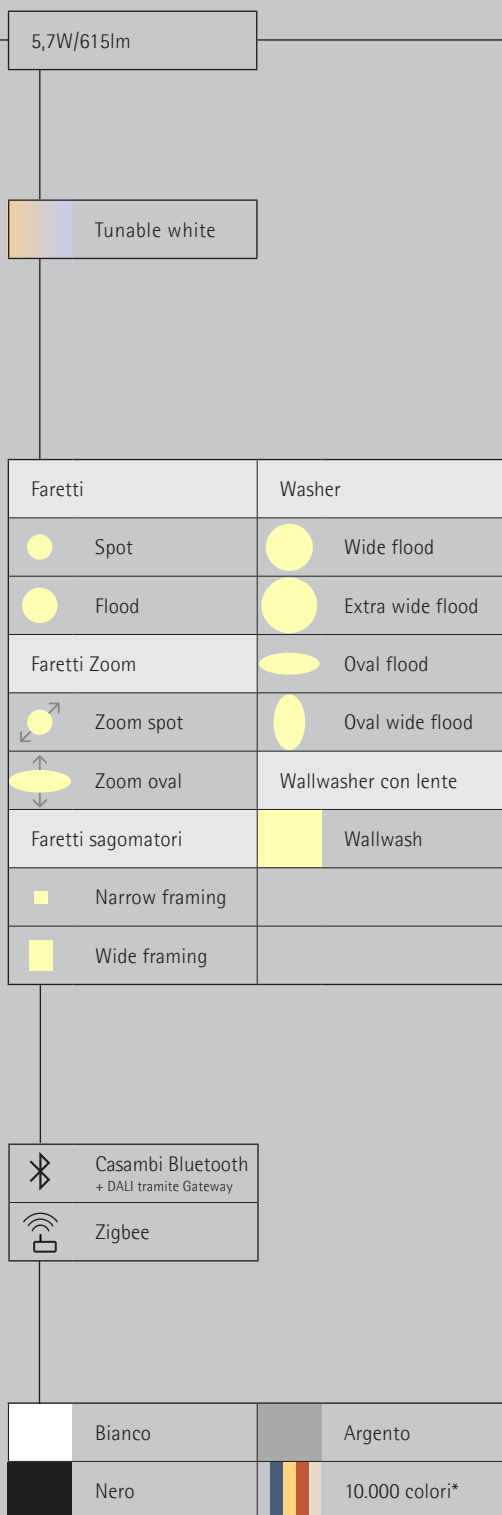 5,7W/615lm
Tunable white
Faretti
Washer
Spot
Wide flood
Flood
Extra wide flood
Faretti Zoom
Oval flood
Zoom spot
Oval wide flood
Zoom oval
Wallwasher con lente
Faretti sagomatori
Wallwash
Narrow framing
Wide framing
Casambi Bluetooth
+ DALI tramite Gateway
Zigbee
Bianco
Argento
Nero
10.000 colori*